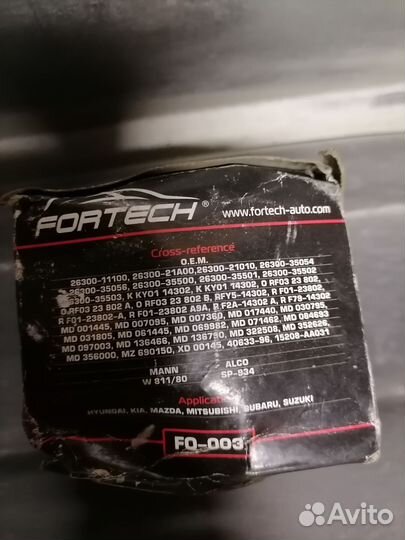 FORTECH®
www.fortech-auto.com
Cross-reference
O.E.M.
26300-11100, 26300-21A00, 26300-21010, 26300-35054
26300-35056, 26300-35500, 26300-35501, 26300-35502
26300-35503, K KY01 14302, K KY01 14302, O RF03 23 802,
O RF03 23 802 A, O RF03 23 802 B, RFY5-14302, R F01-23802,
R F01-23802-A, R F01-23802 A9A, R F2A-14302 A, R F79-14302
MD 001445, MD 007095, MD 007360, MD 017440, MD 030795,
MD 031805, MD 061445, MD 069982, MD 071462, MD 084693
MD 097003, MD 136466, MD 136790, MD 322508, MD 352626,
MD 356000, MZ 690150, XD 00145, 40633-96, 15208-AA031
MANN ALCO
W 811/80 SP-934
Application
HYUNDAI, KIA, MAZDA, MITSUBISHI, SUBARU, SUZUKI
FO-003
Avito